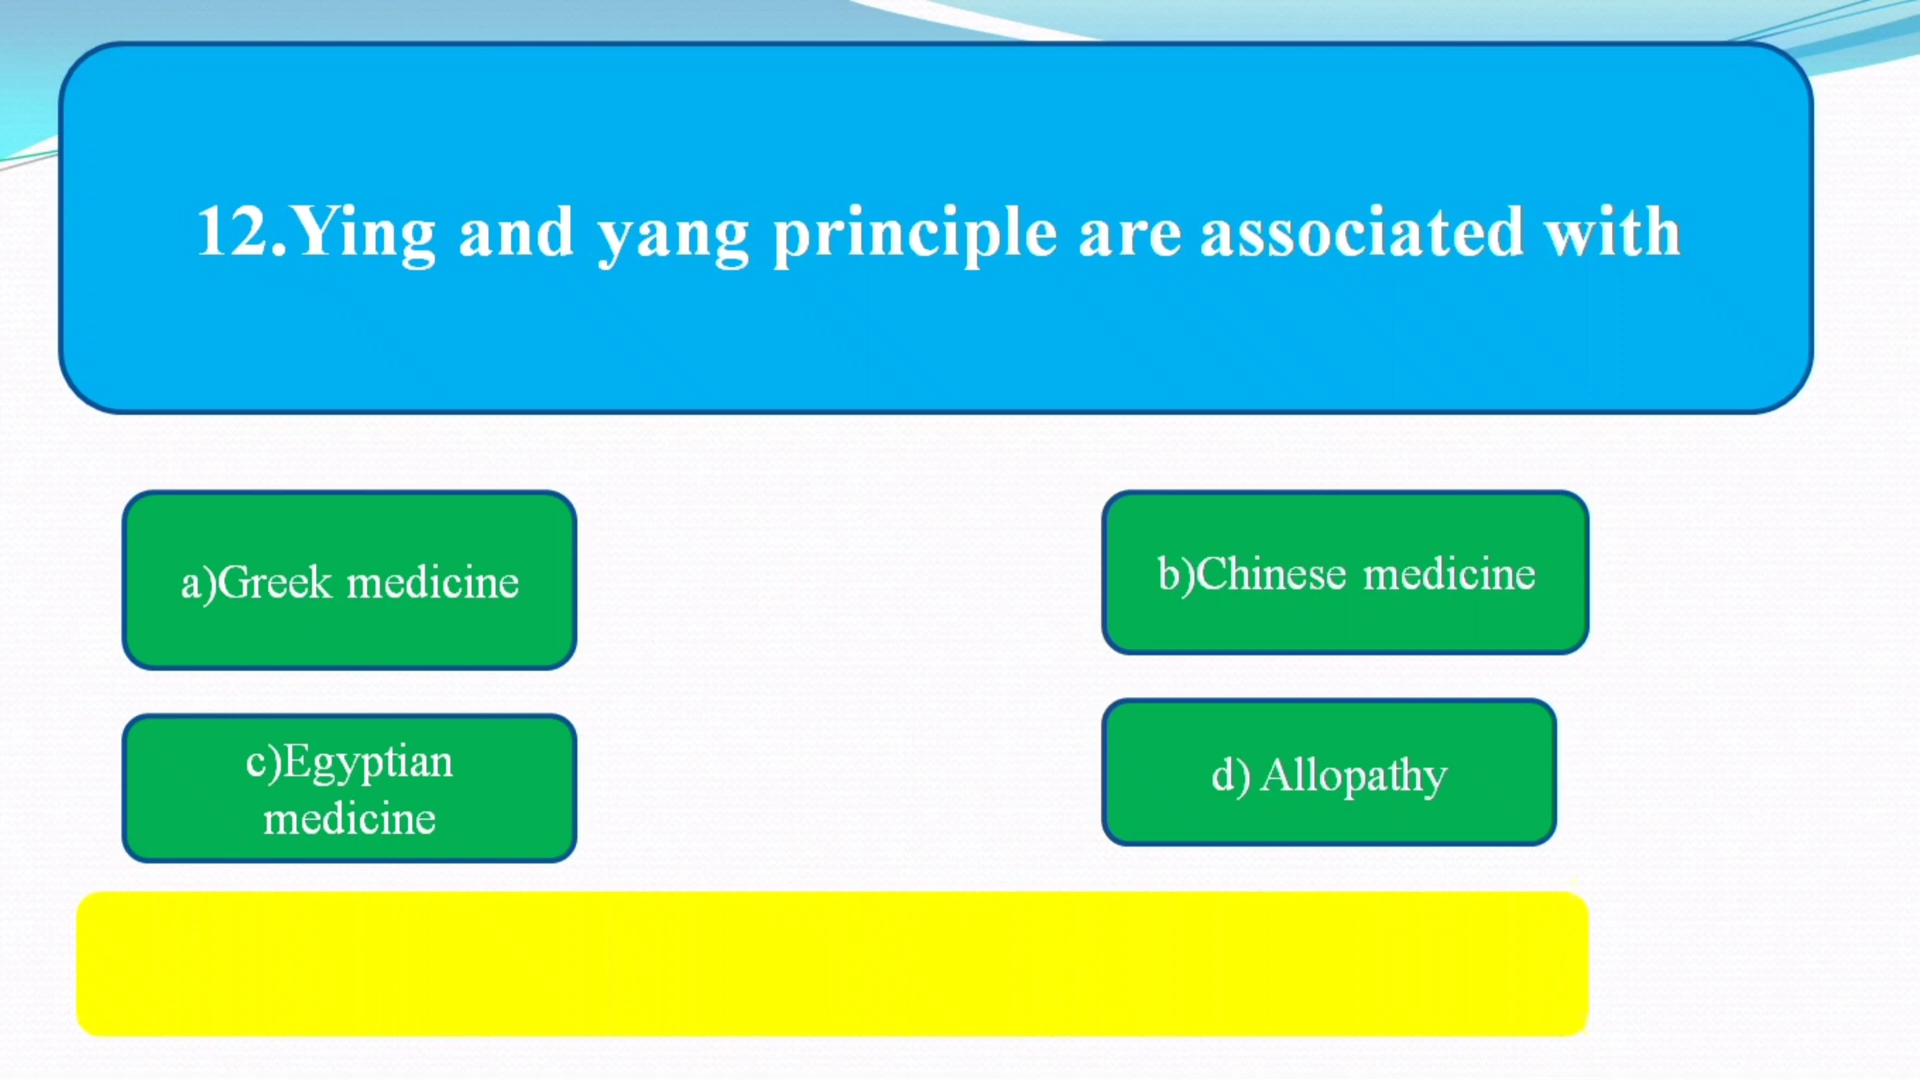 12.Ying and yang principle are associated with
a)Greek medicine
b)Chinese medicine
c)Egyptian
medicine
d) Allopathy